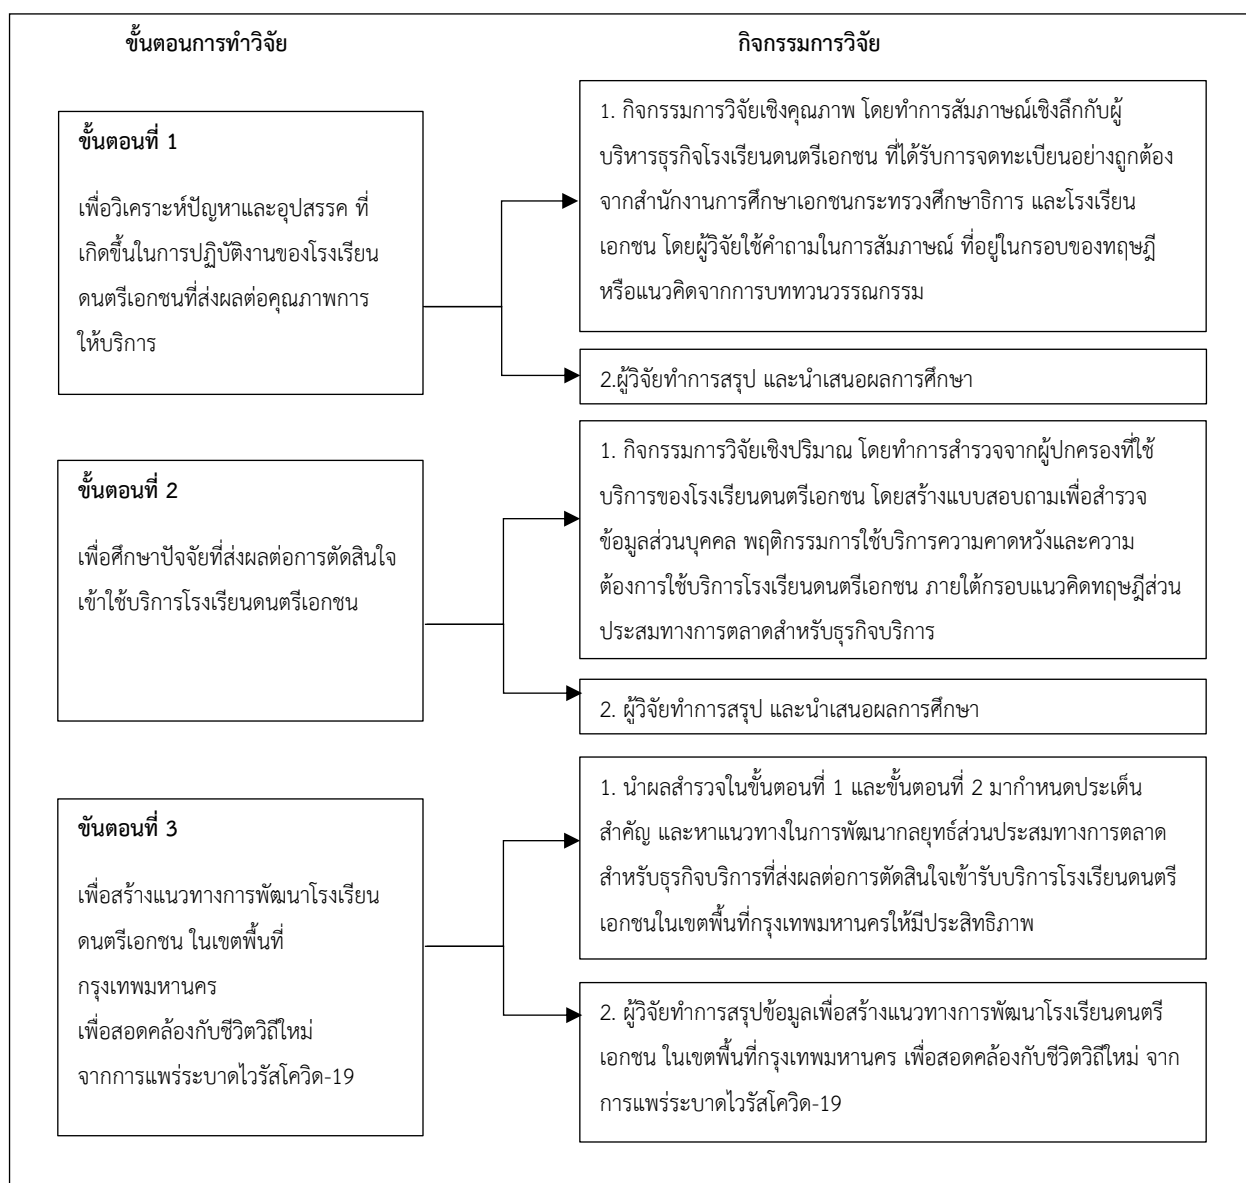 ขั้นตอนการทำวิจัย
กิจกรรมการวิจัย
ขั้นตอนที่ 1
เพื่อวิเคราะห์ปัญหาและอุปสรรค ที่
เกิดขึ้นในการปฏิบัติงานของโรงเรียน
ดนตรีเอกชนที่ส่งผลต่อคุณภาพการ
ให้บริการ
1. กิจกรรมการวิจัยเชิงคุณภาพ โดยทำการสัมภาษณ์เชิงลึกกับผู้
บริหารธุรกิจโรงเรียนดนตรีเอกชน ที่ได้รับการจดทะเบียนอย่างถูกต้อง
จากสำนักงานการศึกษาเอกชนกระทรวงศึกษาธิการ และโรงเรียน
เอกชน โดยผู้วิจัยใช้คำถามในการสัมภาษณ์ ที่อยู่ในกรอบของทฤษฎี
หรือแนวคิดจากการบททวนวรรณกรรม
2.ผู้วิจัยทำการสรุป และนำเสนอผลการศึกษา
ขั้นตอนที่ 2
เพื่อศึกษาปัจจัยที่ส่งผลต่อการตัดสินใจ
เข้าใช้บริการโรงเรียนดนตรีเอกชน
1. กิจกรรมการวิจัยเชิงปริมาณ โดยทำการสำรวจจากผู้ปกครองที่ใช้
บริการของโรงเรียนดนตรีเอกชน โดยสร้างแบบสอบถามเพื่อสำรวจ
ข้อมูลส่วนบุคคล พฤติกรรมการใช้บริการความคาดหวังและความ
ต้องการใช้บริการโรงเรียนดนตรีเอกชน ภายใต้กรอบแนวคิดทฤษฎีส่วน
ประสมทางการตลาดสำหรับธุรกิจบริการ
2. ผู้วิจัยทำการสรุป และนำเสนอผลการศึกษา
ขันตอนที่ 3
เพื่อสร้างแนวทางการพัฒนาโรงเรียน
ดนตรีเอกชน ในเขตพื้นที่
กรุงเทพมหานคร
เพื่อสอดคล้องกับชีวิตวิถีใหม่
จากการแพร่ระบาดไวรัสโควิด-19
1. นำผลสำรวจในขั้นตอนที่ 1 และขั้นตอนที่ 2 มากำหนดประเด็น
สำคัญ และหาแนวทางในการพัฒนากลยุทธ์ส่วนประสมทางการตลาด
สำหรับธุรกิจบริการที่ส่งผลต่อการตัดสินใจเข้ารับบริการโรงเรียนดนตรี
เอกชนในเขตพื้นที่กรุงเทพมหานครให้มีประสิทธิภาพ
2. ผู้วิจัยทำการสรุปข้อมูลเพื่อสร้างแนวทางการพัฒนาโรงเรียนดนตรี
เอกชน ในเขตพื้นที่กรุงเทพมหานคร เพื่อสอดคล้องกับชีวิตวิถีใหม่ จาก
การแพร่ระบาดไวรัสโควิด-19